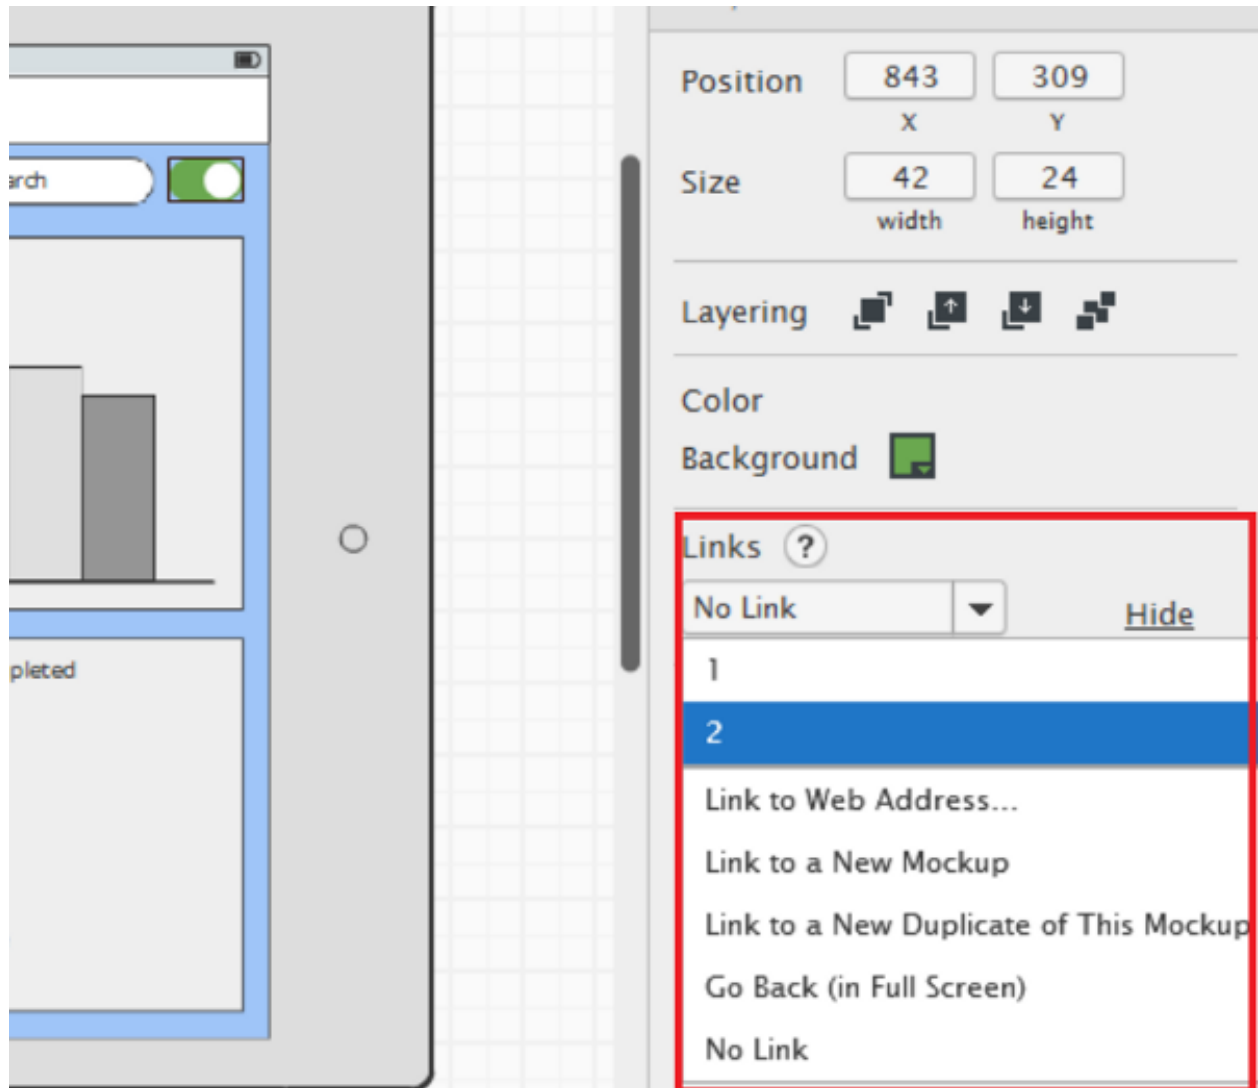 Position 843 309
X Y
arch
Size 42 24
width height
Layering
Color
Background
Links ?
No Link Hide
pleted
1
2
Link to Web Address...
Link to a New Mockup
Link to a New Duplicate of This Mockup
Go Back (in Full Screen)
No Link